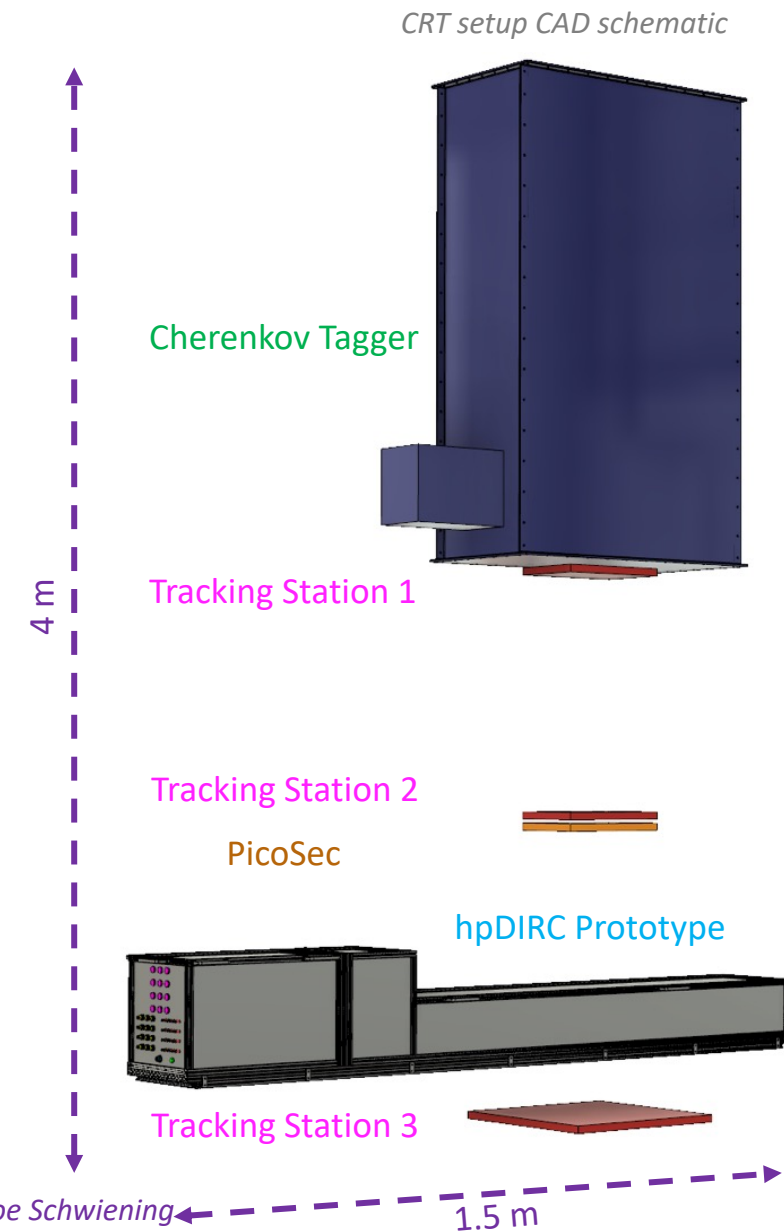 CRT setup CAD schematic
Cherenkov Tagger
Tracking Station 1
4 m
Tracking Station 2
PicoSec
hpDIRC Prototype
Tracking Station 3
Schwiening
1.5 m